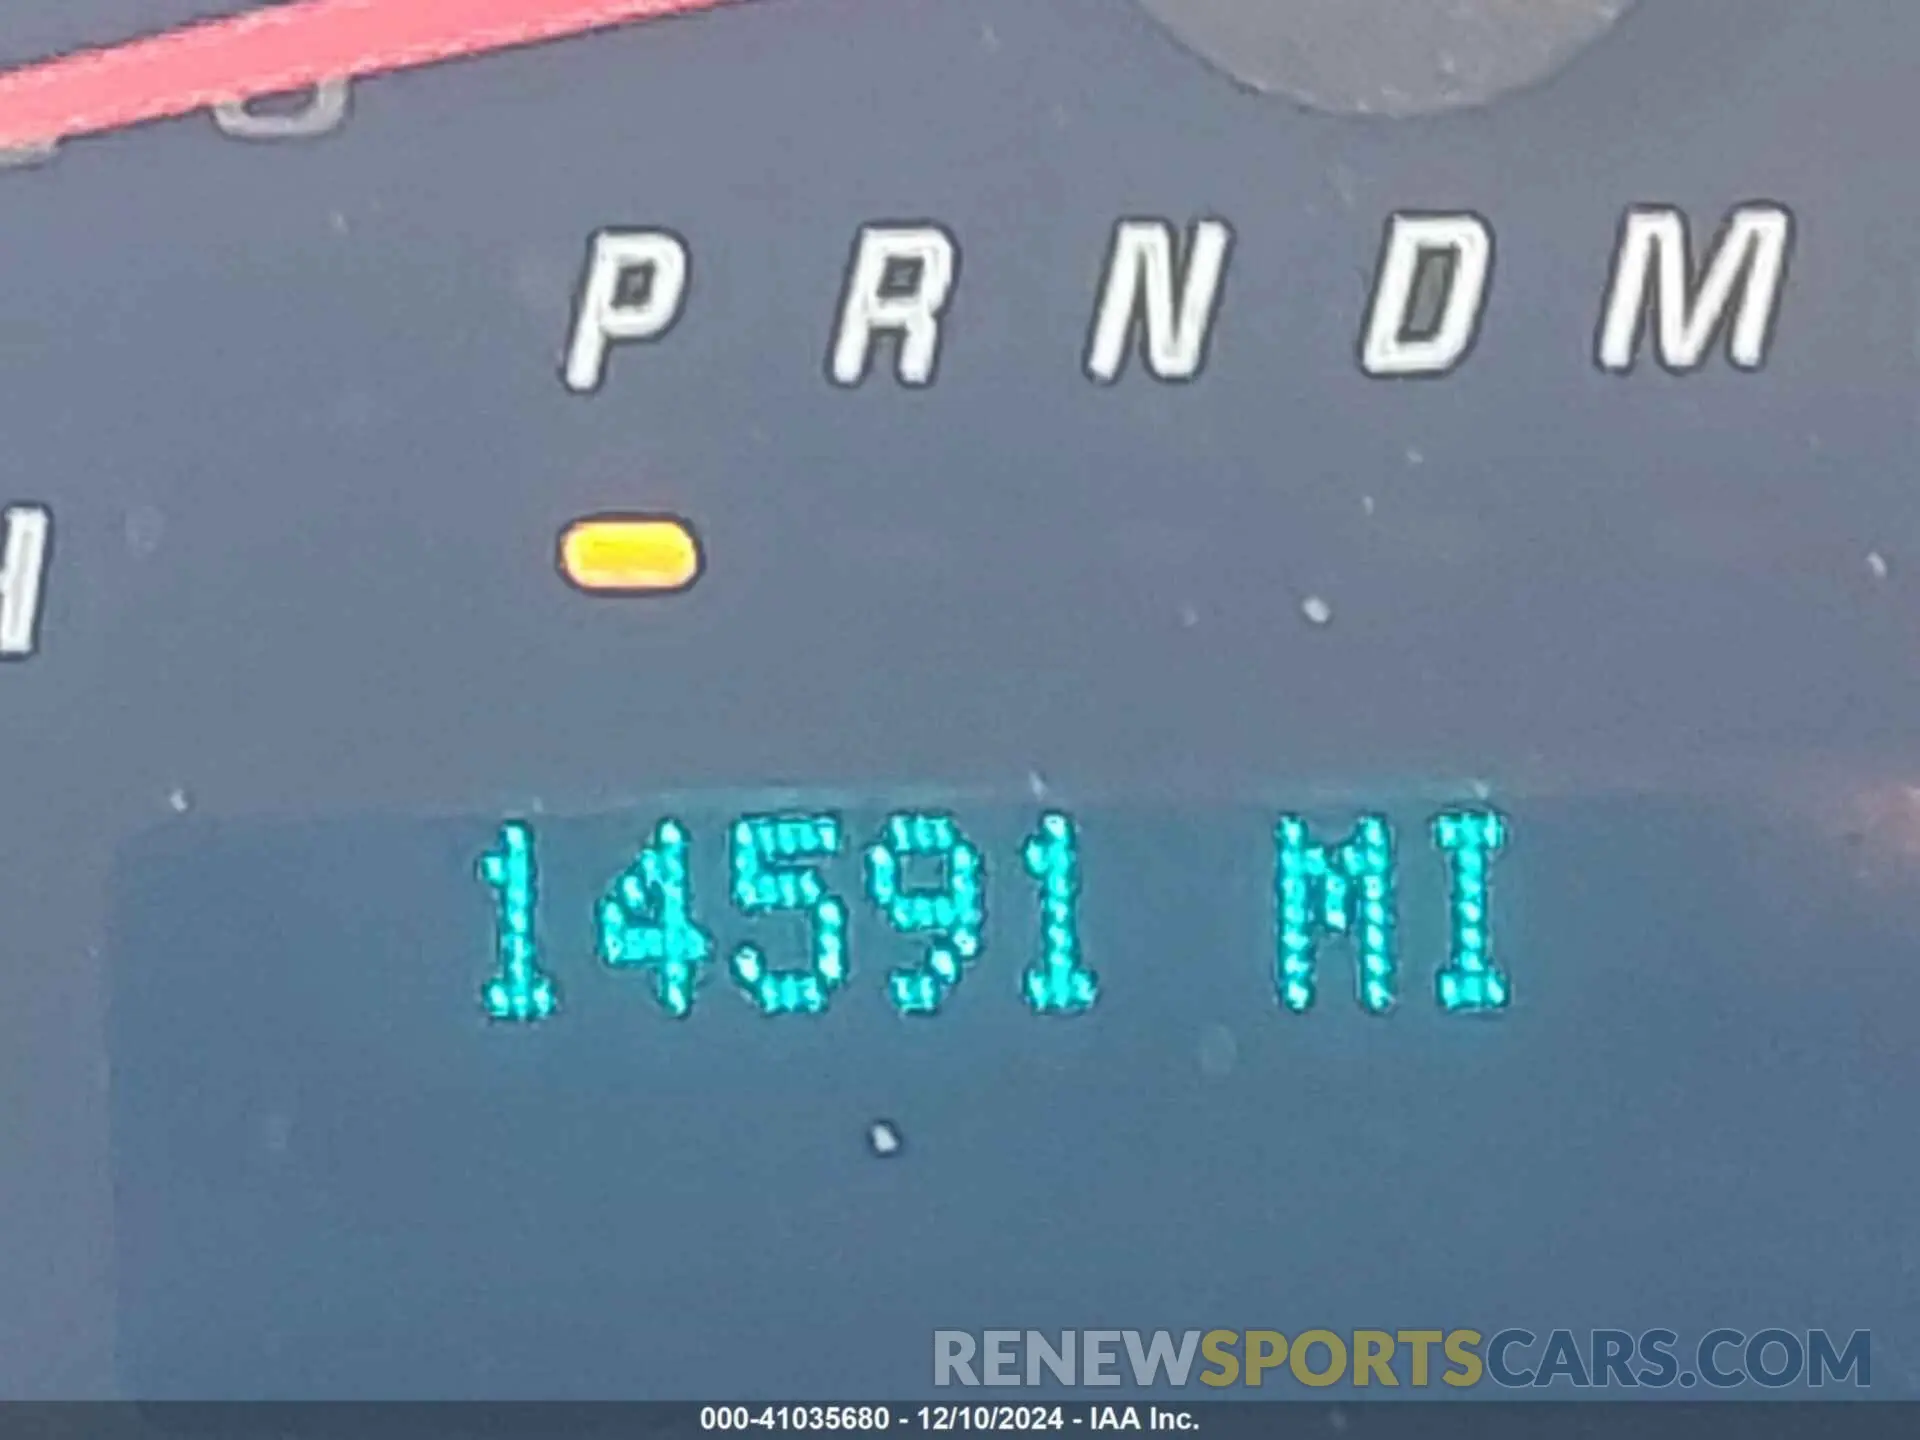 P R N D M
14591 MI
RENEWSPORTSCARS.COM
000-41035680 - 12/10/2024 - IAA Inc.